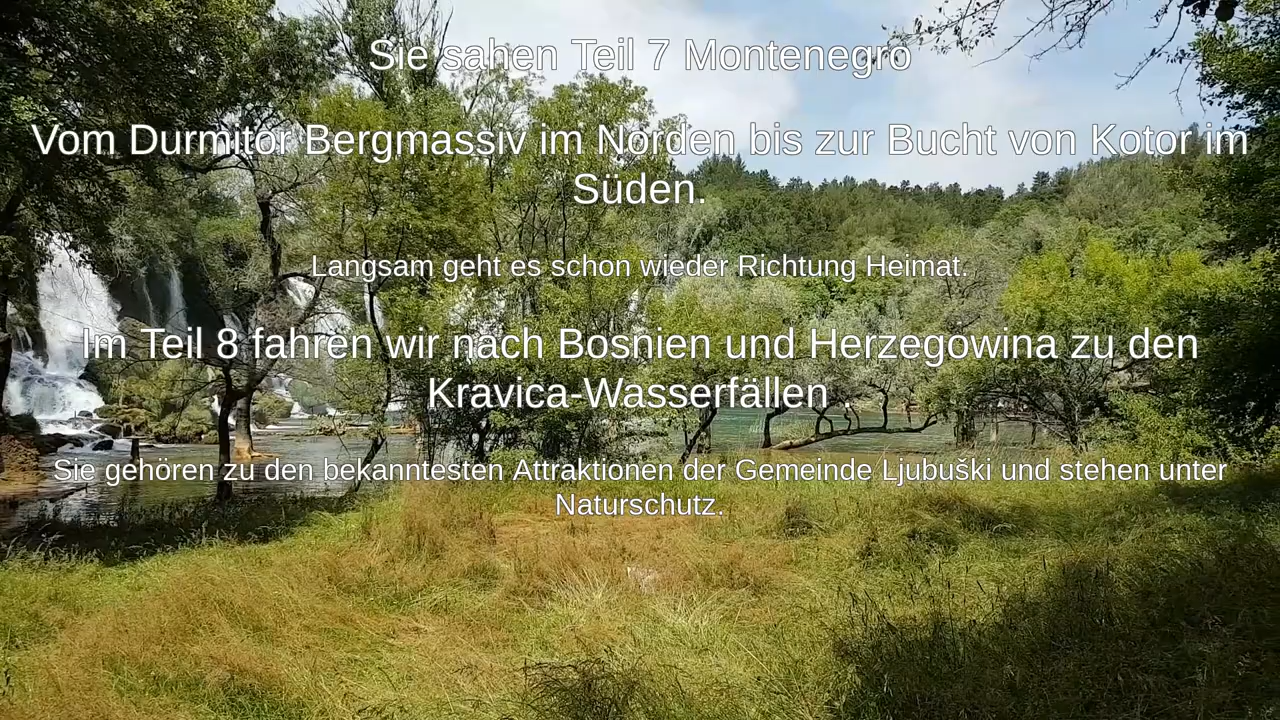 Sie sahen Teil 7 Montenegro
Vom Durmitor Bergmassiv im Norden bis zur Bucht von Kotor im
Süden.
Langsam geht es schon wieder Richtung Heimat.
Im Teil 8 fahren wir nach Bosnien und Herzegowina zu den
Kravica-Wasserfällen
Sie gehören zu den bekanntesten Attraktionen der Gemeinde Ljubuški und stehen unter
Naturschutz.